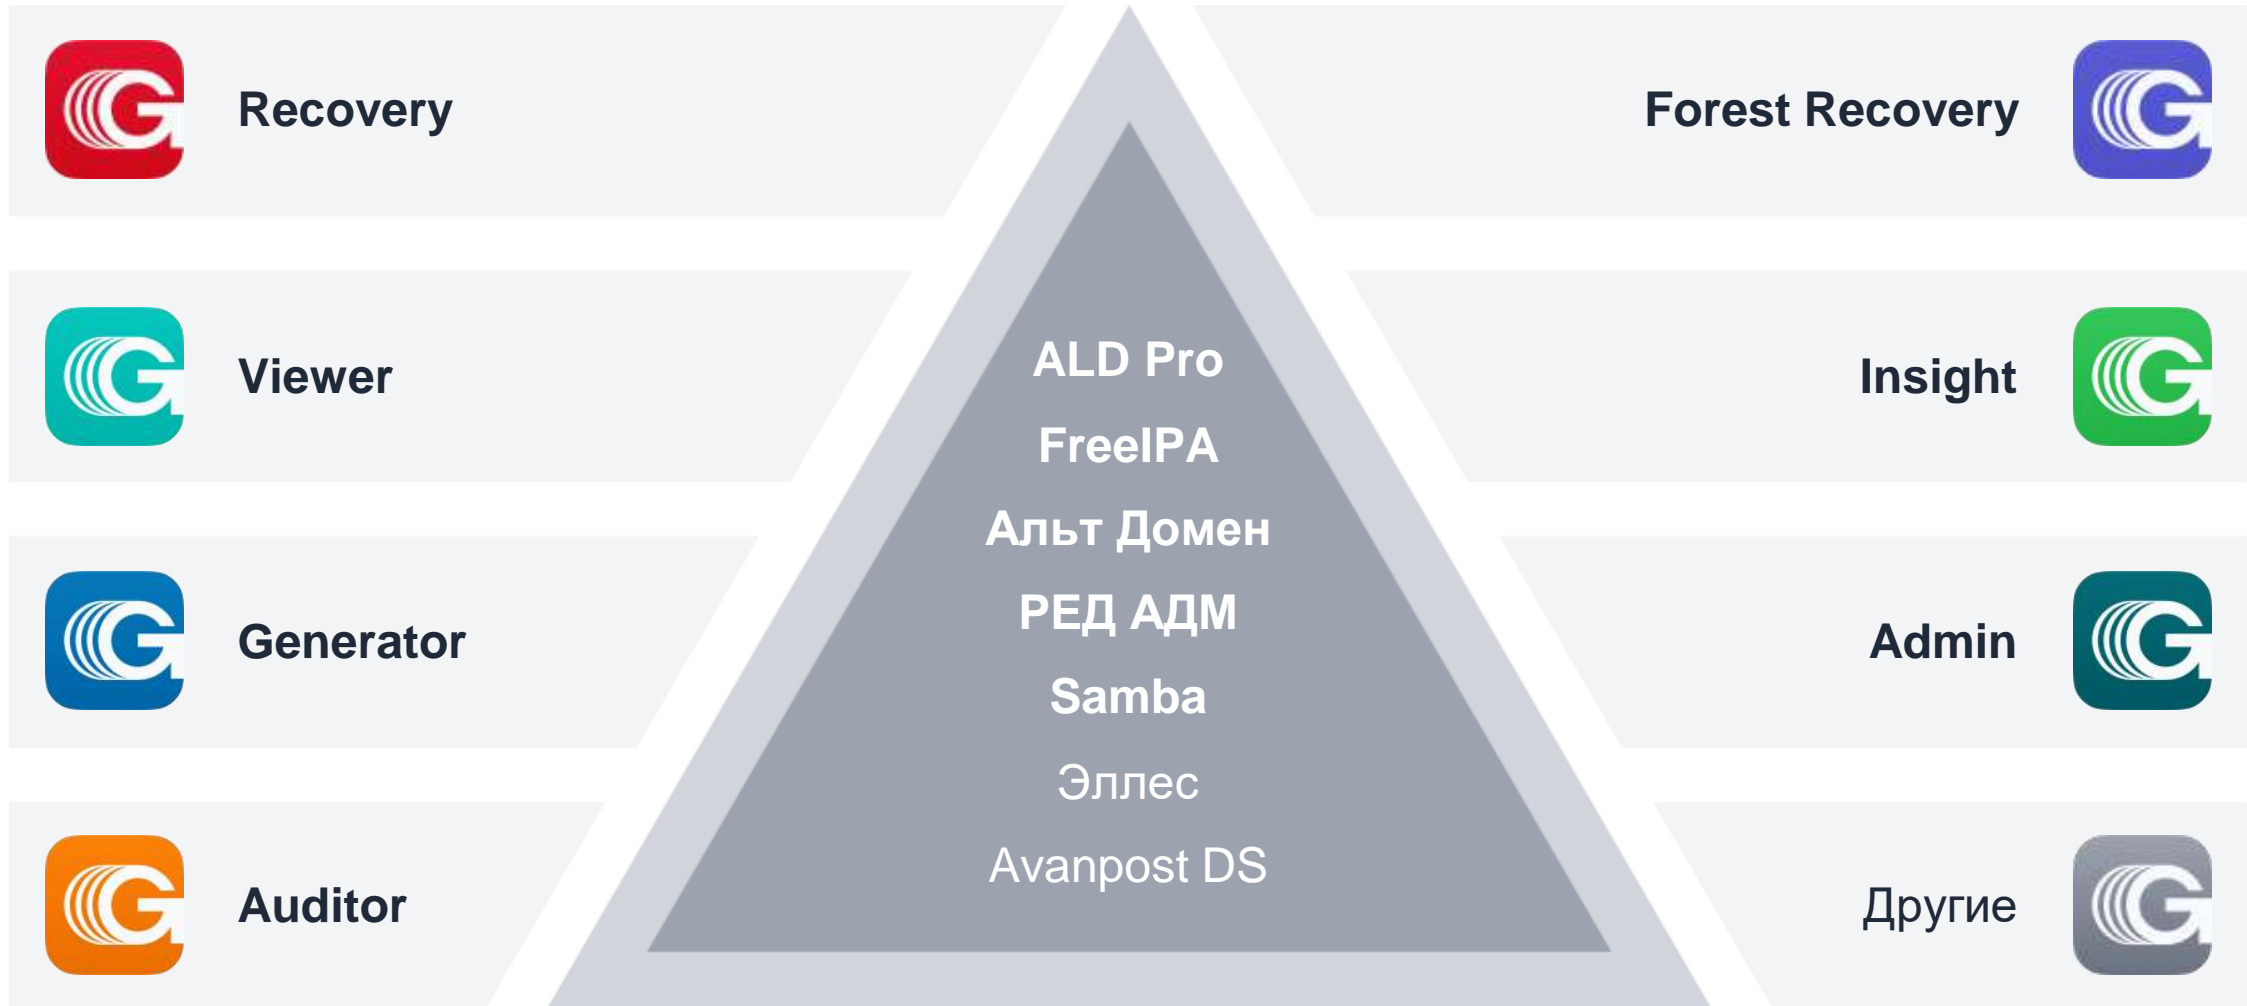 Recovery
Forest Recovery
Viewer
Insight
Generator
Admin
Auditor
Другие
ALD Pro
FreeIPA
Альт Домен
РЕД АДМ
Samba
Эллес
Avanpost DS